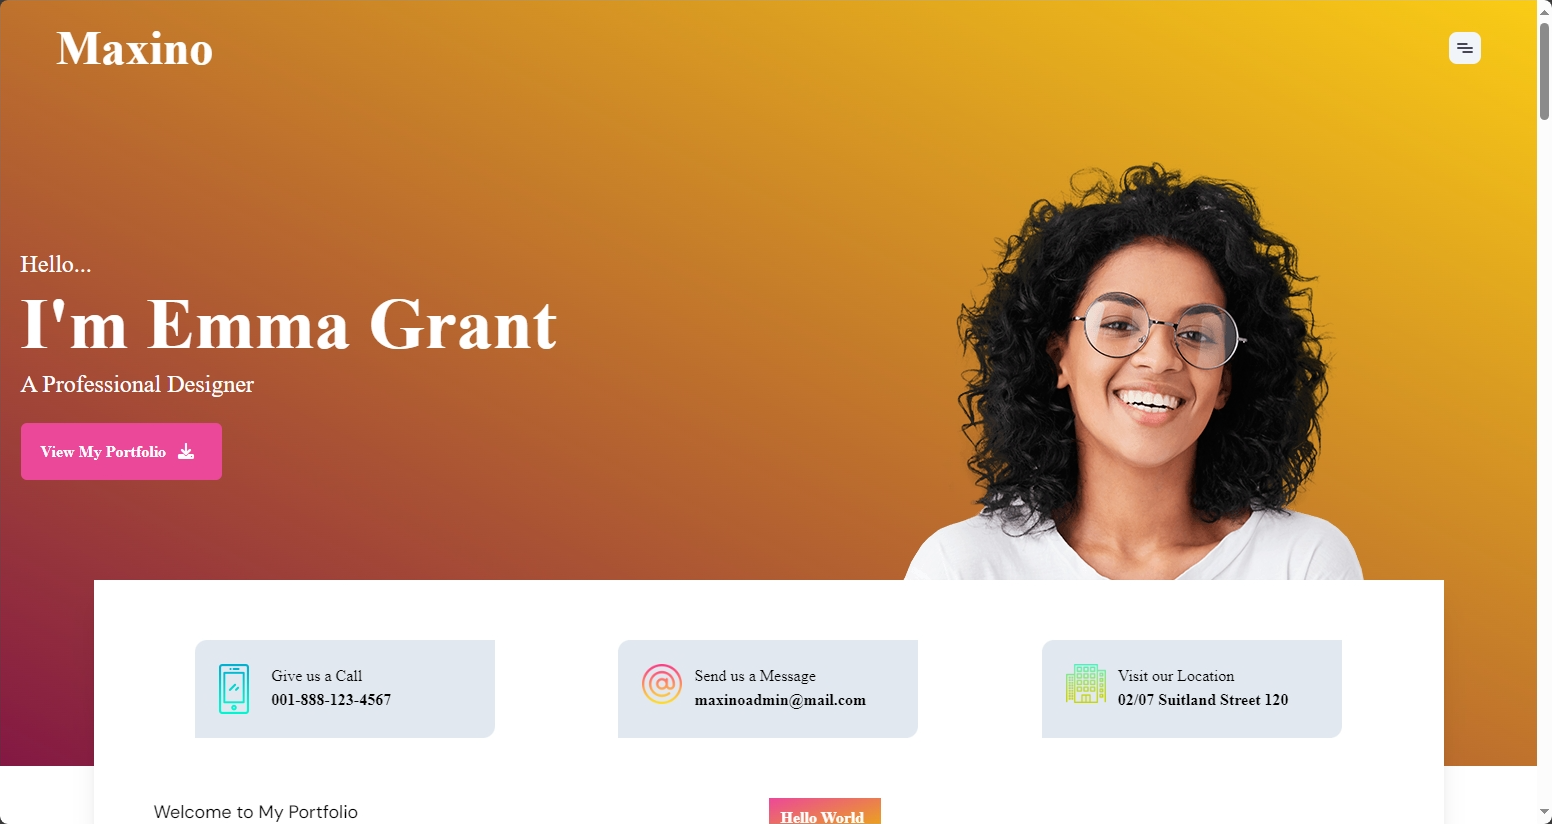 Maxino
Hello...
I'm Emma Grant
A Professional Designer
View My Portfolio
Give us a Call
001-888-123-4567
Send us a Message
maxinoadmin@mail.com
Visit our Location
02/07 Suitland Street 120
Welcome to My Portfolio
Hello World